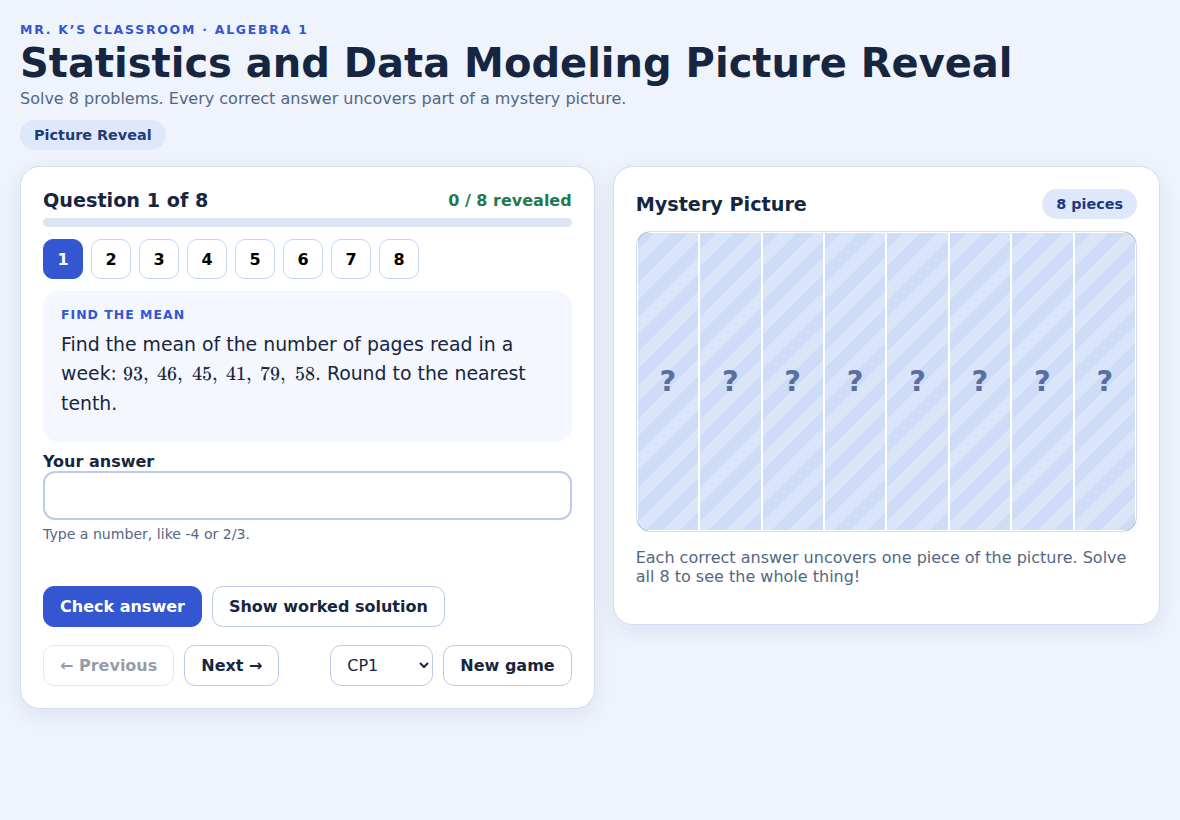 MR. K’S CLASSROOM · ALGEBRA 1
Statistics and Data Modeling Picture Reveal
Solve 8 problems. Every correct answer uncovers part of a mystery picture.
Picture Reveal
Question 1 of 8
0 / 8 revealed
1 2 3 4 5 6 7 8
FIND THE MEAN
Find the mean of the number of pages read in a
week: 93, 46, 45, 41, 79, 58. Round to the nearest
tenth.
Your answer
Type a number, like -4 or 2/3.
Check answer
Show worked solution
← Previous
Next →
CP1
New game
Mystery Picture
8 pieces
? ? ? ? ? ? ? ?
Each correct answer uncovers one piece of the picture. Solve
all 8 to see the whole thing!